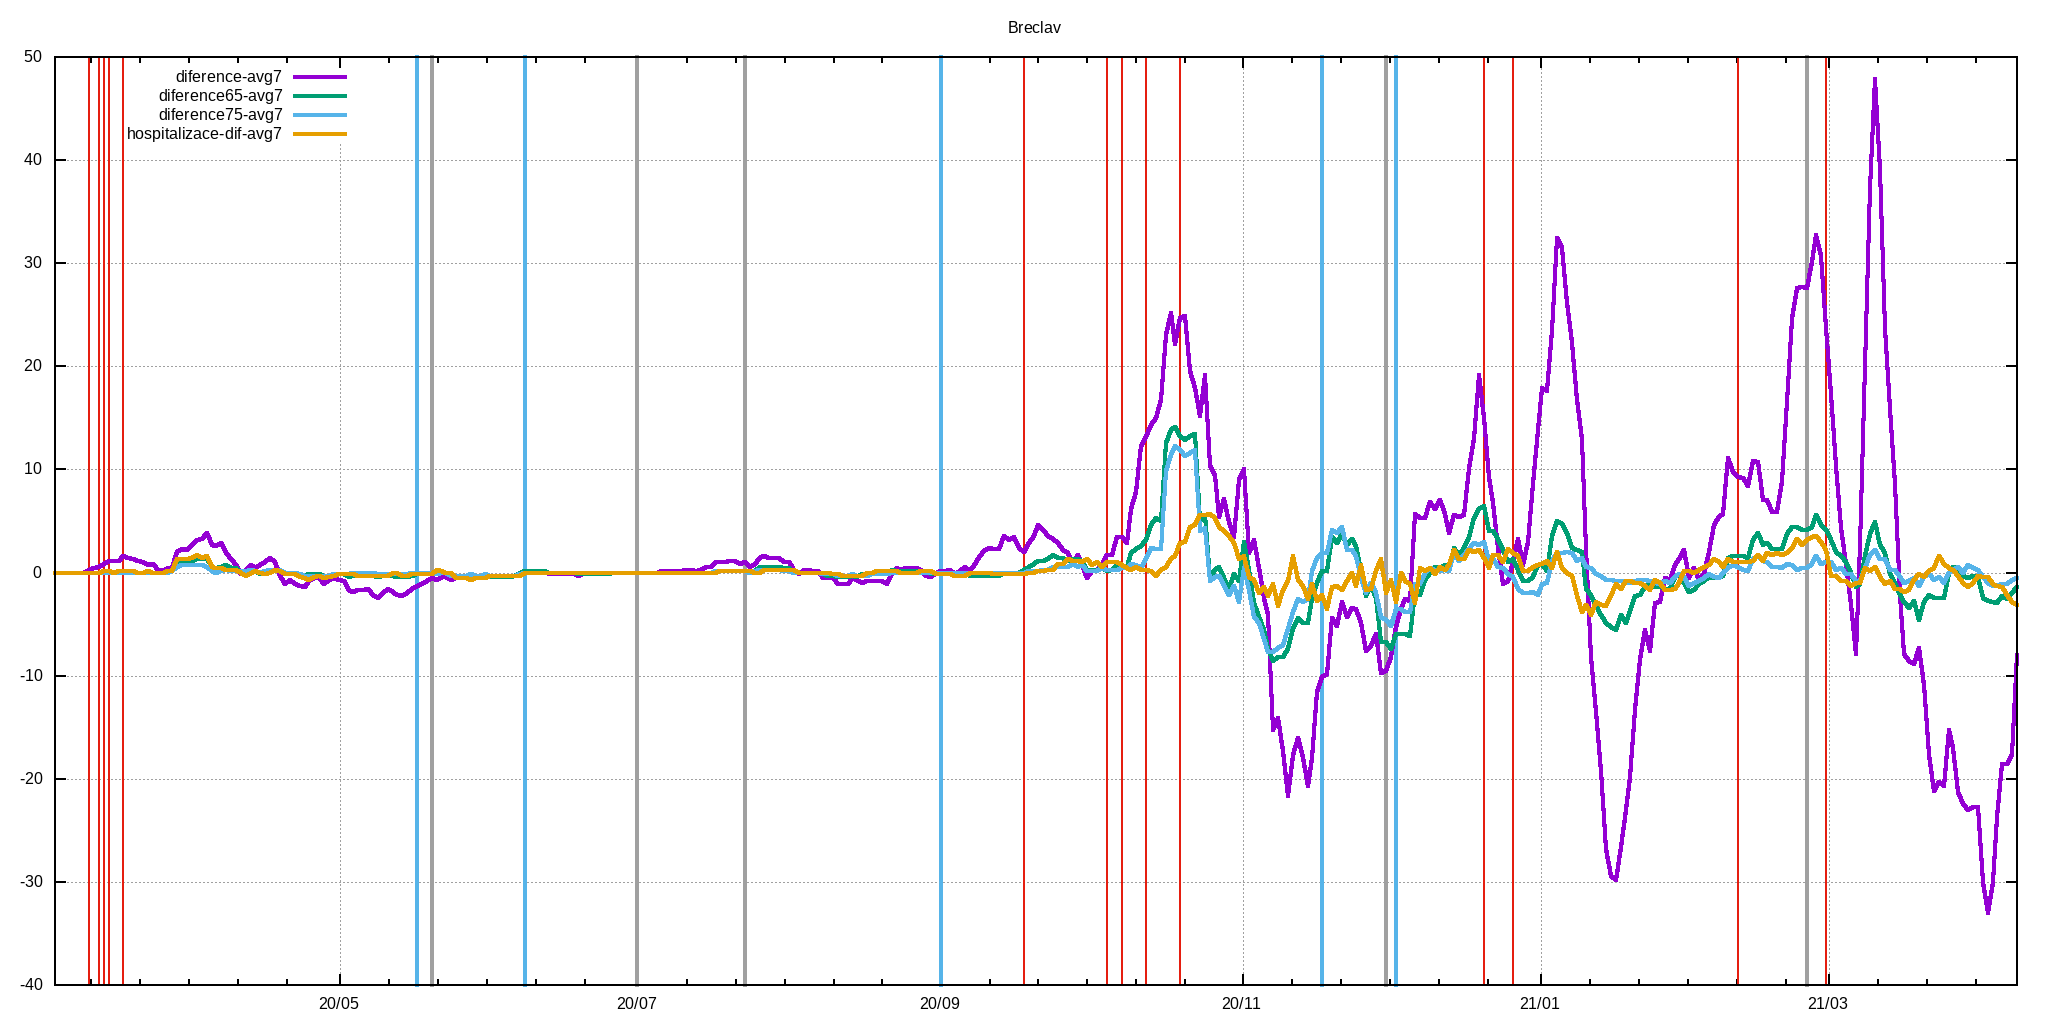 Breclav
50
diference-avg7
diference65-avg7
diference75-avg7
hospitalizace-dif-avg7
40
30
20
10
0
-10
-20
-30
-40
20/05 20/07 20/09 20/11 21/01 21/03